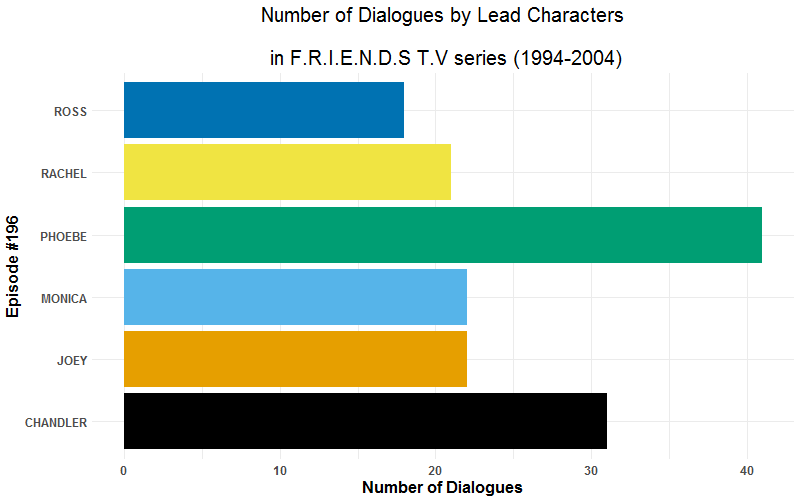 Number of Dialogues by Lead Characters
in F.R.I.E.N.D.S T.V series (1994-2004)
Episode #196
ROSS
RACHEL
PHOEBE
MONICA
JOEY
CHANDLER
0 10 20 30 40
Number of Dialogues